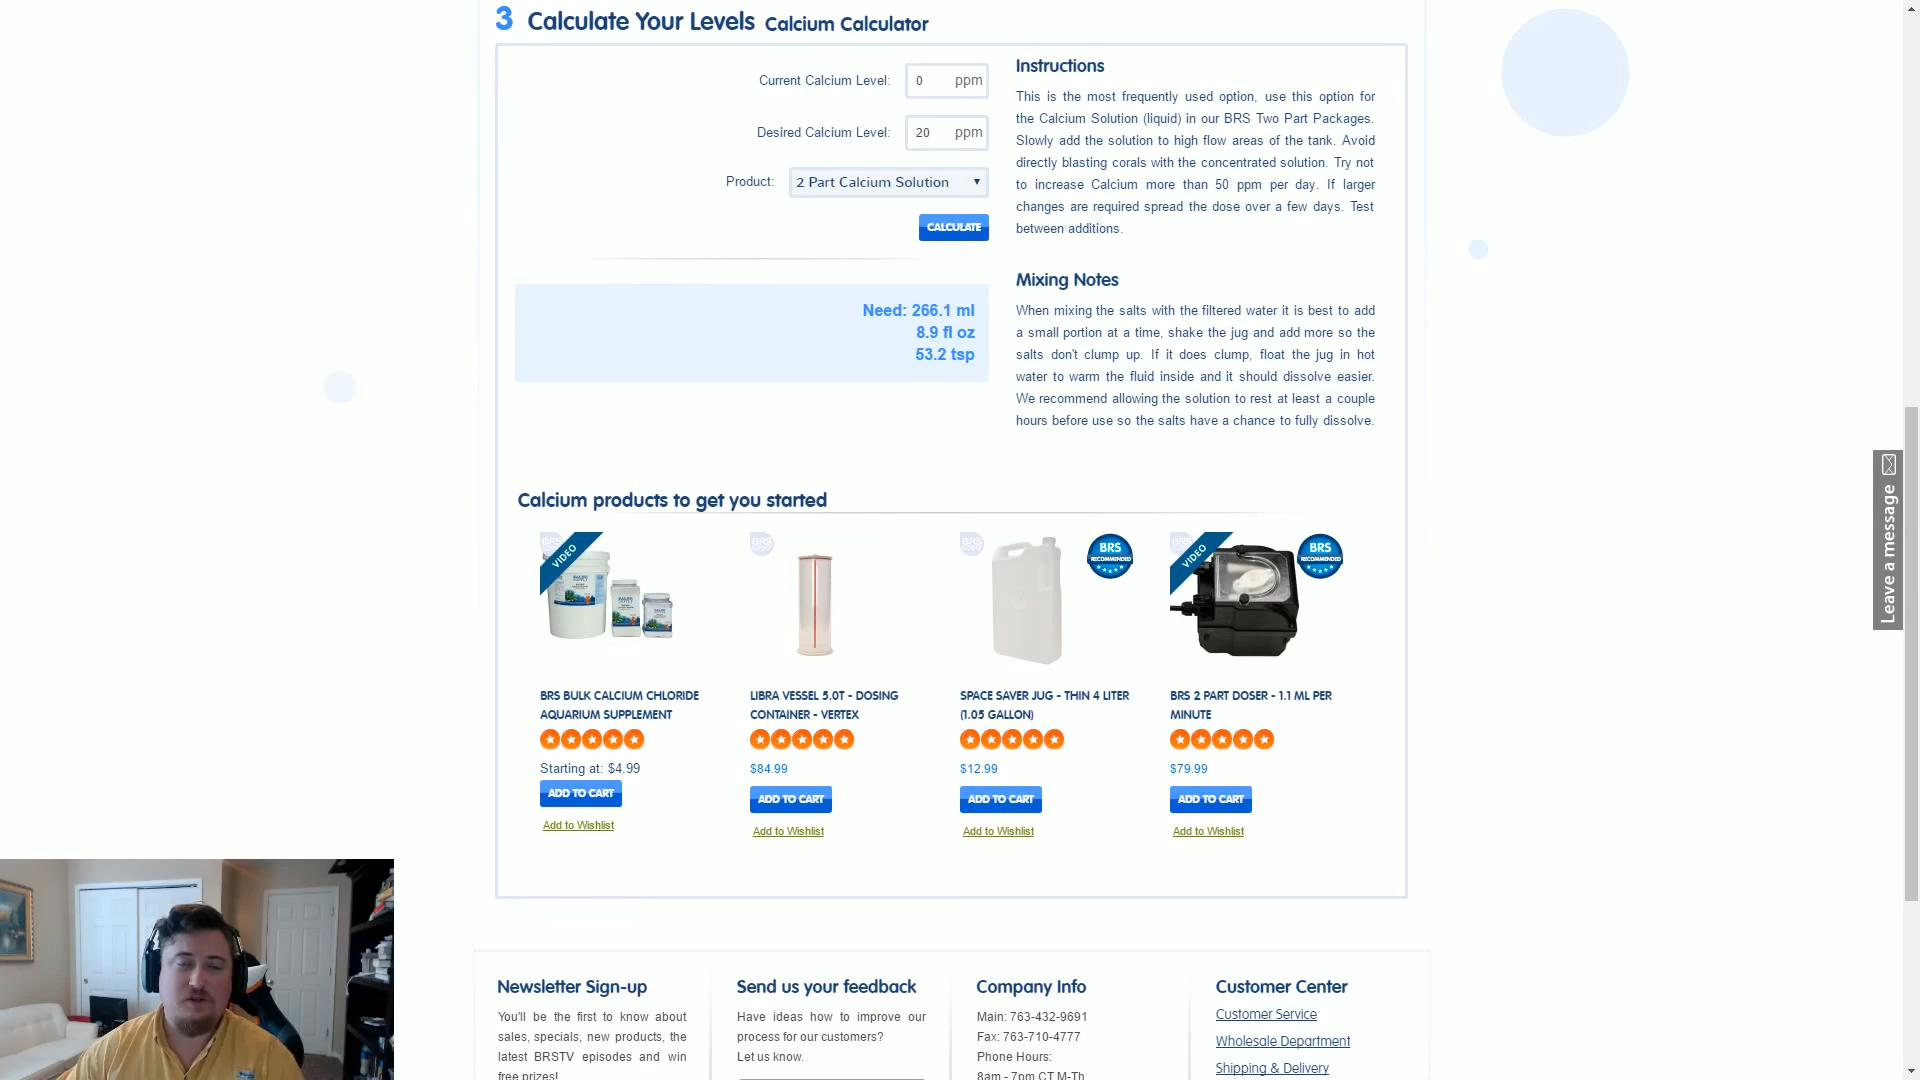 3 Calculate Your Levels Calcium Calculator
Current Calcium Level: 0 ppm
Desired Calcium Level: 20 ppm
Product: 2 Part Calcium Solution
CALCULATE
Need: 266.1 ml
8.9 fl oz
53.2 tsp
Instructions
This is the most frequently used option, use this option for
the Calcium Solution (liquid) in our BRS Two Part Packages.
Slowly add the solution to high flow areas of the tank. Avoid
directly blasting corals with the concentrated solution. Try not
to increase Calcium more than 50 ppm per day. If larger
changes are required spread the dose over a few days. Test
between additions.
Mixing Notes
When mixing the salts with the filtered water it is best to add
a small portion at a time, shake the jug and add more so the
salts don't clump up. If it does clump, float the jug in hot
water to warm the fluid inside and it should dissolve easier.
We recommend allowing the solution to rest at least a couple
hours before use so the salts have a chance to fully dissolve.
Leave a message
Calcium products to get you started
VIDEO
BRS
RECOMMENDED
VIDEO
BRS
RECOMMENDED
BRS BULK CALCIUM CHLORIDE
AQUARIUM SUPPLEMENT
Starting at: $4.99
ADD TO CART
Add to Wishlist
LIBRA VESSEL 5.0T - DOSING
CONTAINER - VERTEX
$84.99
ADD TO CART
Add to Wishlist
SPACE SAVER JUG - THIN 4 LITER
(1.05 GALLON)
$12.99
ADD TO CART
Add to Wishlist
BRS 2 PART DOSER - 1.1 ML PER
MINUTE
$79.99
ADD TO CART
Add to Wishlist
Newsletter Sign-up
You'll be the first to know about
sales, specials, new products, the
latest BRSTV episodes and win
free prizes!
Send us your feedback
Have ideas how to improve our
process for our customers?
Let us know.
Company Info
Main: 763-432-9691
Fax: 763-710-4777
Phone Hours:
8am - 7pm CT M-Th
Customer Center
Customer Service
Wholesale Department
Shipping & Delivery